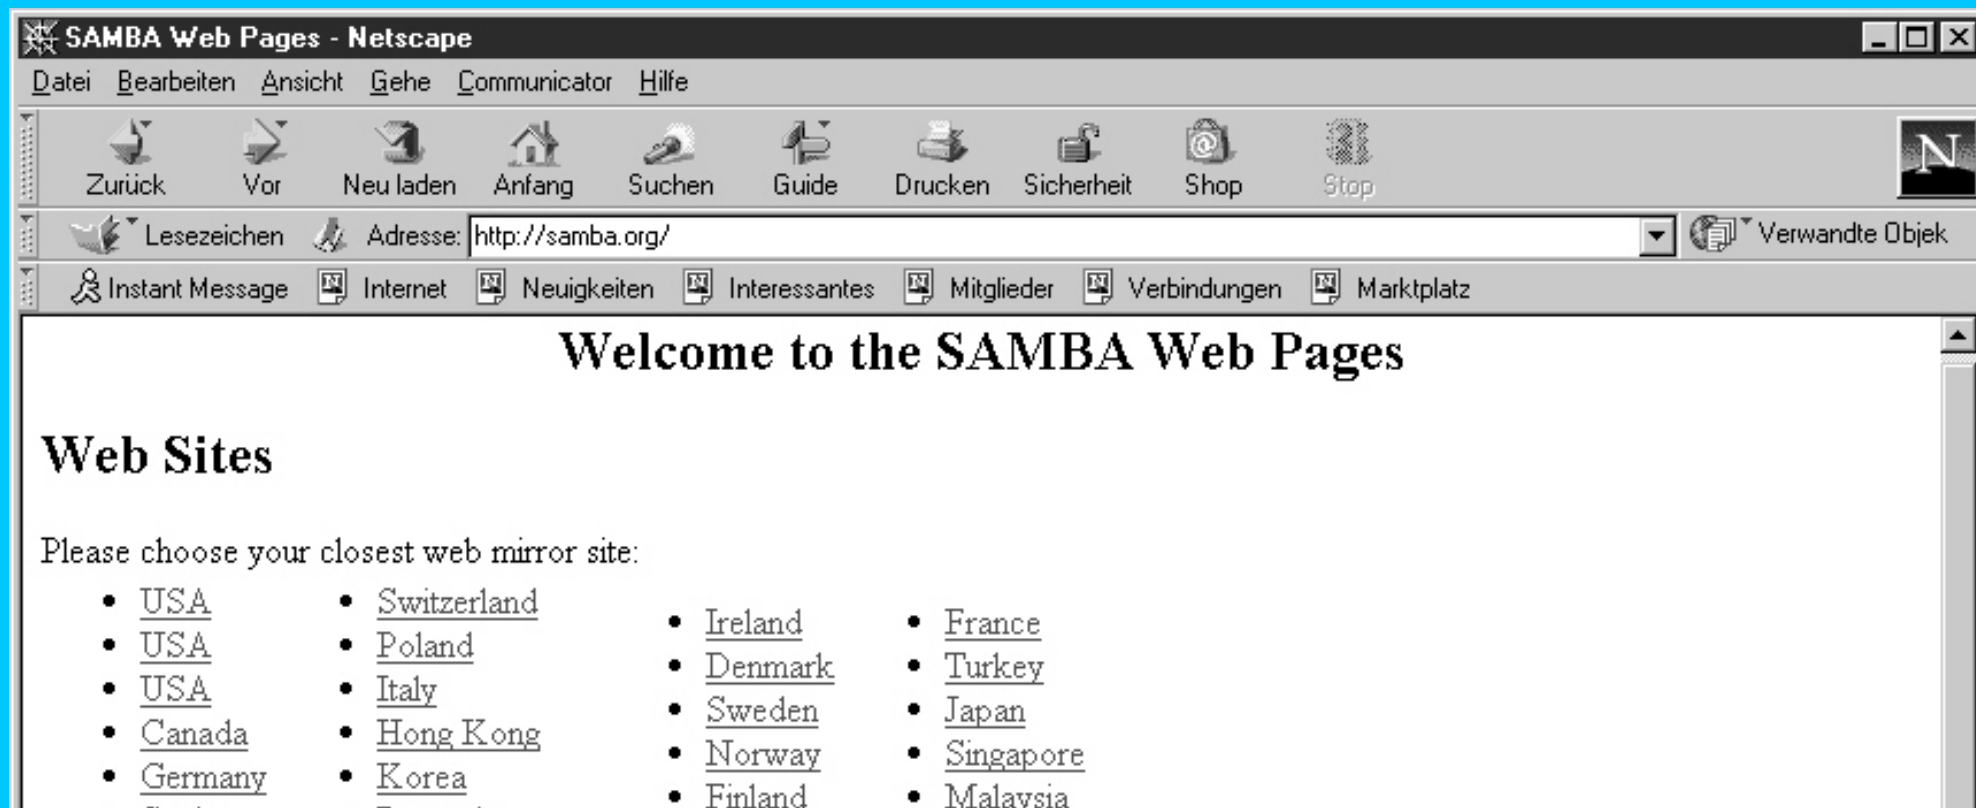 SAMBA Web Pages - Netscape
Datei Bearbeiten Ansicht Gehe Communicator Hilfe
Zurück Vor Neu laden Anfang Suchen Guide Drucken Sicherheit Shop Stop
N
Lesezeichen Adresse: http://samba.org/ Verwandte Objek
Instant Message Internet Neuigkeiten Interessantes Mitglieder Verbindungen Marktplatz
Welcome to the SAMBA Web Pages
Web Sites
Please choose your closest web mirror site:
• USA
• USA
• USA
• Canada
• Germany
• Switzerland
• Poland
• Italy
• Hong Kong
• Korea
• Ireland
• Denmark
• Sweden
• Norway
• Finland
• France
• Turkey
• Japan
• Singapore
• Malaysia